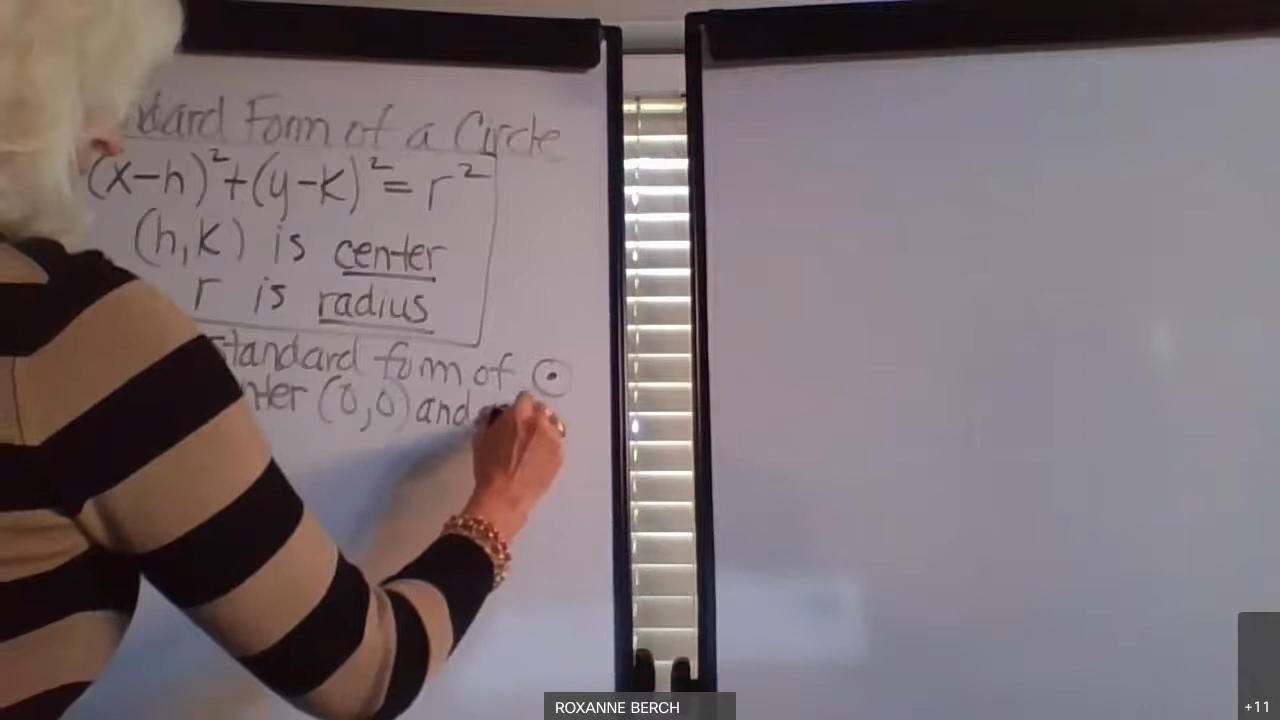 Form of a Circle
(x-h)²+(y-k)²=r²
(h,k) is center
r is radius
standard form of ⊙
(0,0) and
ROXANNE BERCH
+11